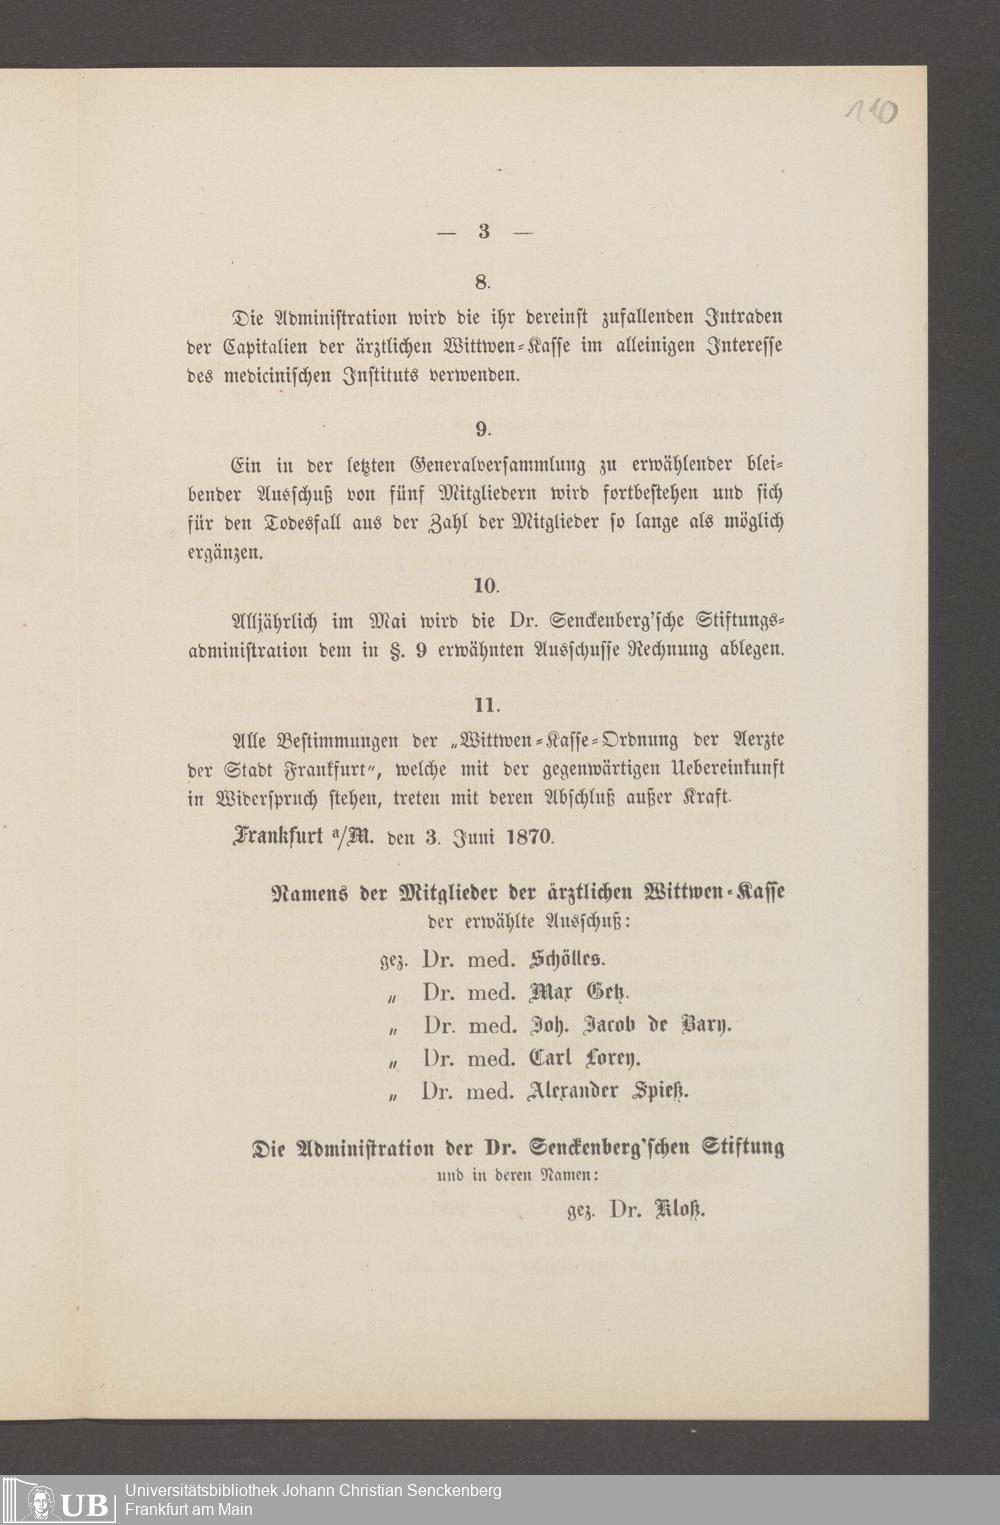 110
— 3 —
8.
Die Administration wird die ihr dereinst zufallenden Intraden
der Capitalien der ärztlichen Wittwen-Kasse im alleinigen Interesse
des medicinischen Instituts verwenden.
9.
Ein in der letzten Generalversammlung zu erwählender blei-
bender Ausschuß von fünf Mitgliedern wird fortbestehen und sich
für den Todesfall aus der Zahl der Mitglieder so lange als möglich
ergänzen.
10.
Alljährlich im Mai wird die Dr. Senckenberg'sche Stiftungs-
administration dem in §. 9 erwähnten Ausschusse Rechnung ablegen.
11.
Alle Bestimmungen der „Wittwen-Kasse-Ordnung der Aerzte
der Stadt Frankfurt“, welche mit der gegenwärtigen Uebereinkunft
in Widerspruch stehen, treten mit deren Abschluß außer Kraft.
Frankfurt a/M. den 3. Juni 1870.
Namens der Mitglieder der ärztlichen Wittwen-Kasse
der erwählte Ausschuß:
gez. Dr. med. Schölles.
„ Dr. med. Max Getz.
„ Dr. med. Joh. Jacob de Bary.
„ Dr. med. Carl Lorey.
„ Dr. med. Alexander Spieß.
Die Administration der Dr. Senckenberg'schen Stiftung
und in deren Namen:
gez. Dr. Kloß.
UB
Universitätsbibliothek Johann Christian Senckenberg
Frankfurt am Main